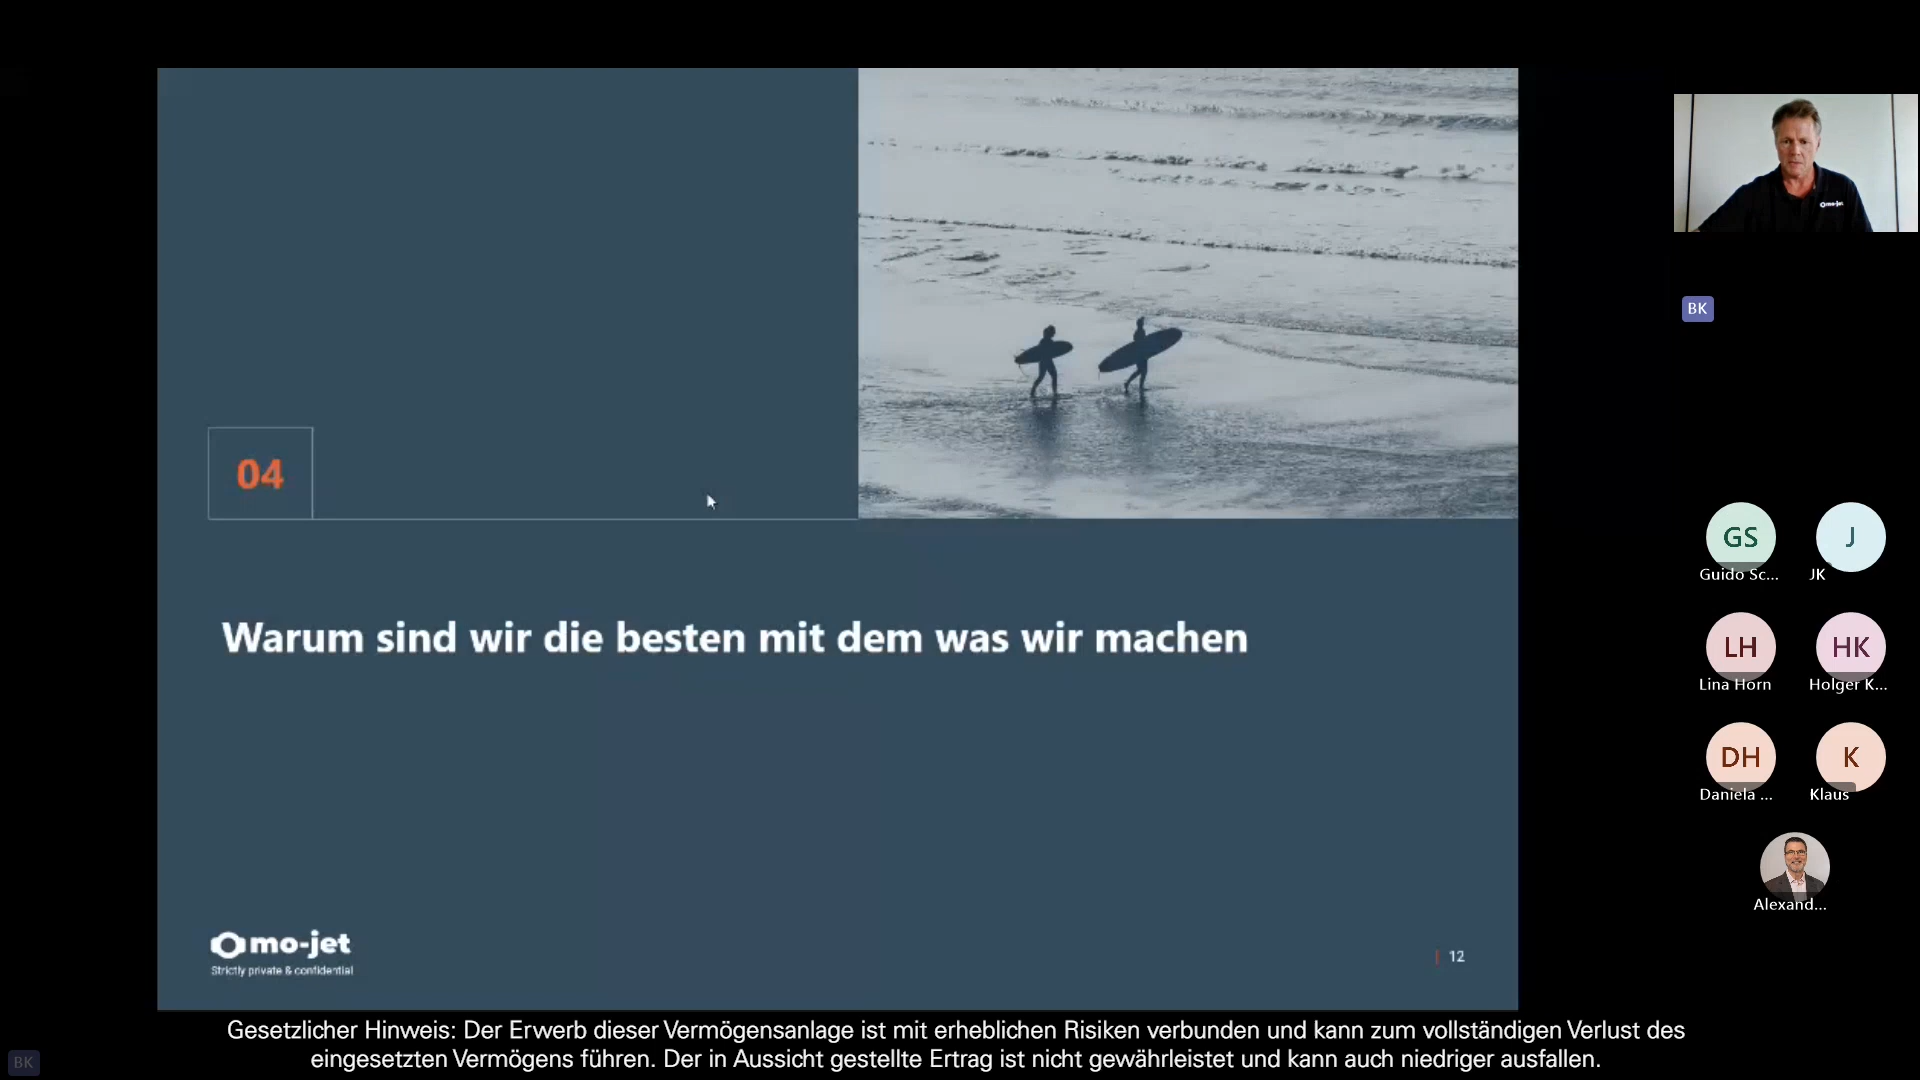 mo-jet
BK
04
Warum sind wir die besten mit dem was wir machen
mo-jet
Strictly private & confidential
12
GS
Guido Sc...
J
JK
LH
Lina Horn
HK
Holger K...
DH
Daniela ...
K
Klaus
Alexand...
Gesetzlicher Hinweis: Der Erwerb dieser Vermögensanlage ist mit erheblichen Risiken verbunden und kann zum vollständigen Verlust des
eingesetzten Vermögens führen. Der in Aussicht gestellte Ertrag ist nicht gewährleistet und kann auch niedriger ausfallen.
BK